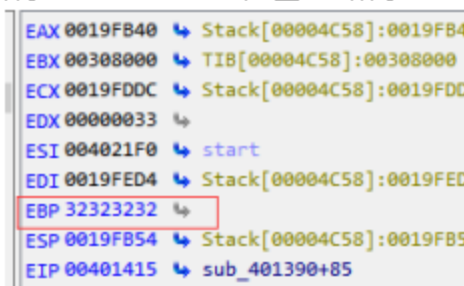 EAX 0019FB40 Stack[00004C58]:0019FB4
EBX 00308000 TIB[00004C58]:00308000
ECX 0019FDDC Stack[00004C58]:0019FDD
EDX 00000033
ESI 004021F0 start
EDI 0019FED4 Stack[00004C58]:0019FED
EBP 32323232
ESP 0019FB54 Stack[00004C58]:0019FB5
EIP 00401415 sub_401390+85